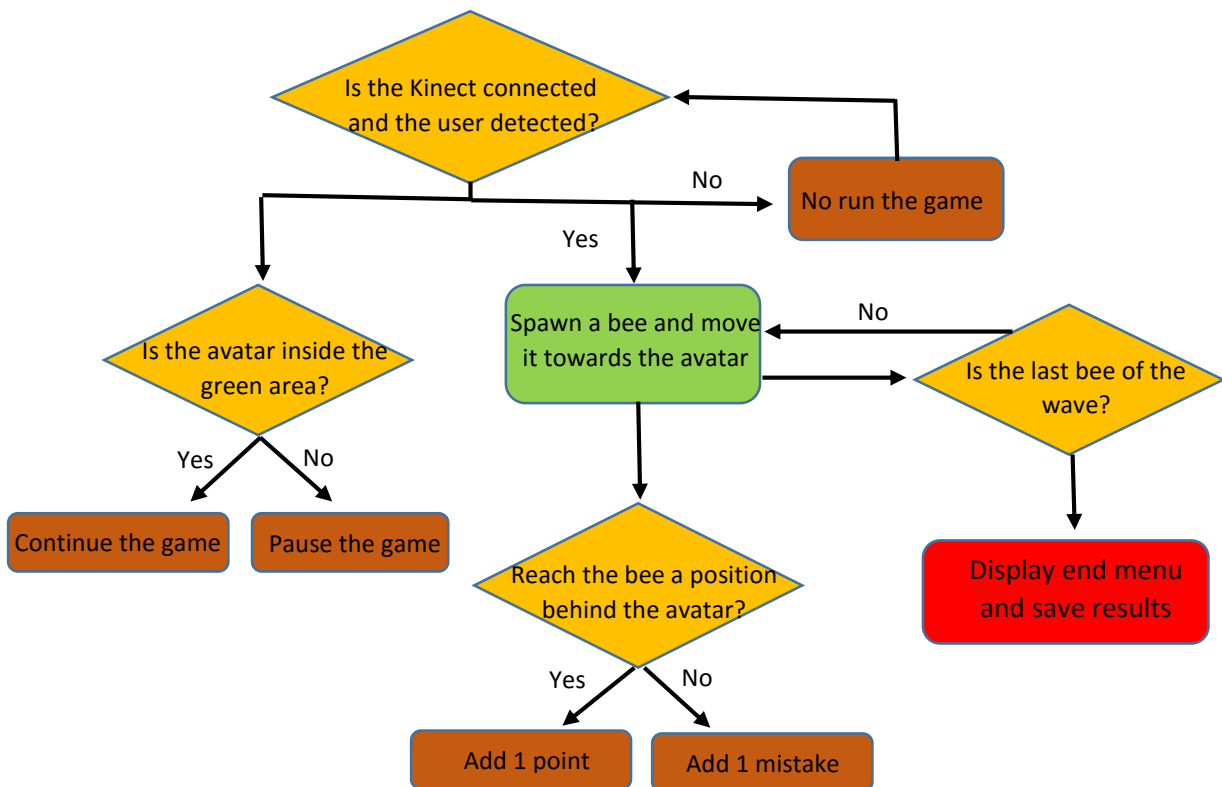 Is the Kinect connected
and the user detected?
No
No run the game
Yes
Spawn a bee and move
it towards the avatar
No
Is the avatar inside the
green area?
Is the last bee of the
wave?
Yes
No
Continue the game
Pause the game
Reach the bee a position
behind the avatar?
Display end menu
and save results
Yes
No
Add 1 point
Add 1 mistake